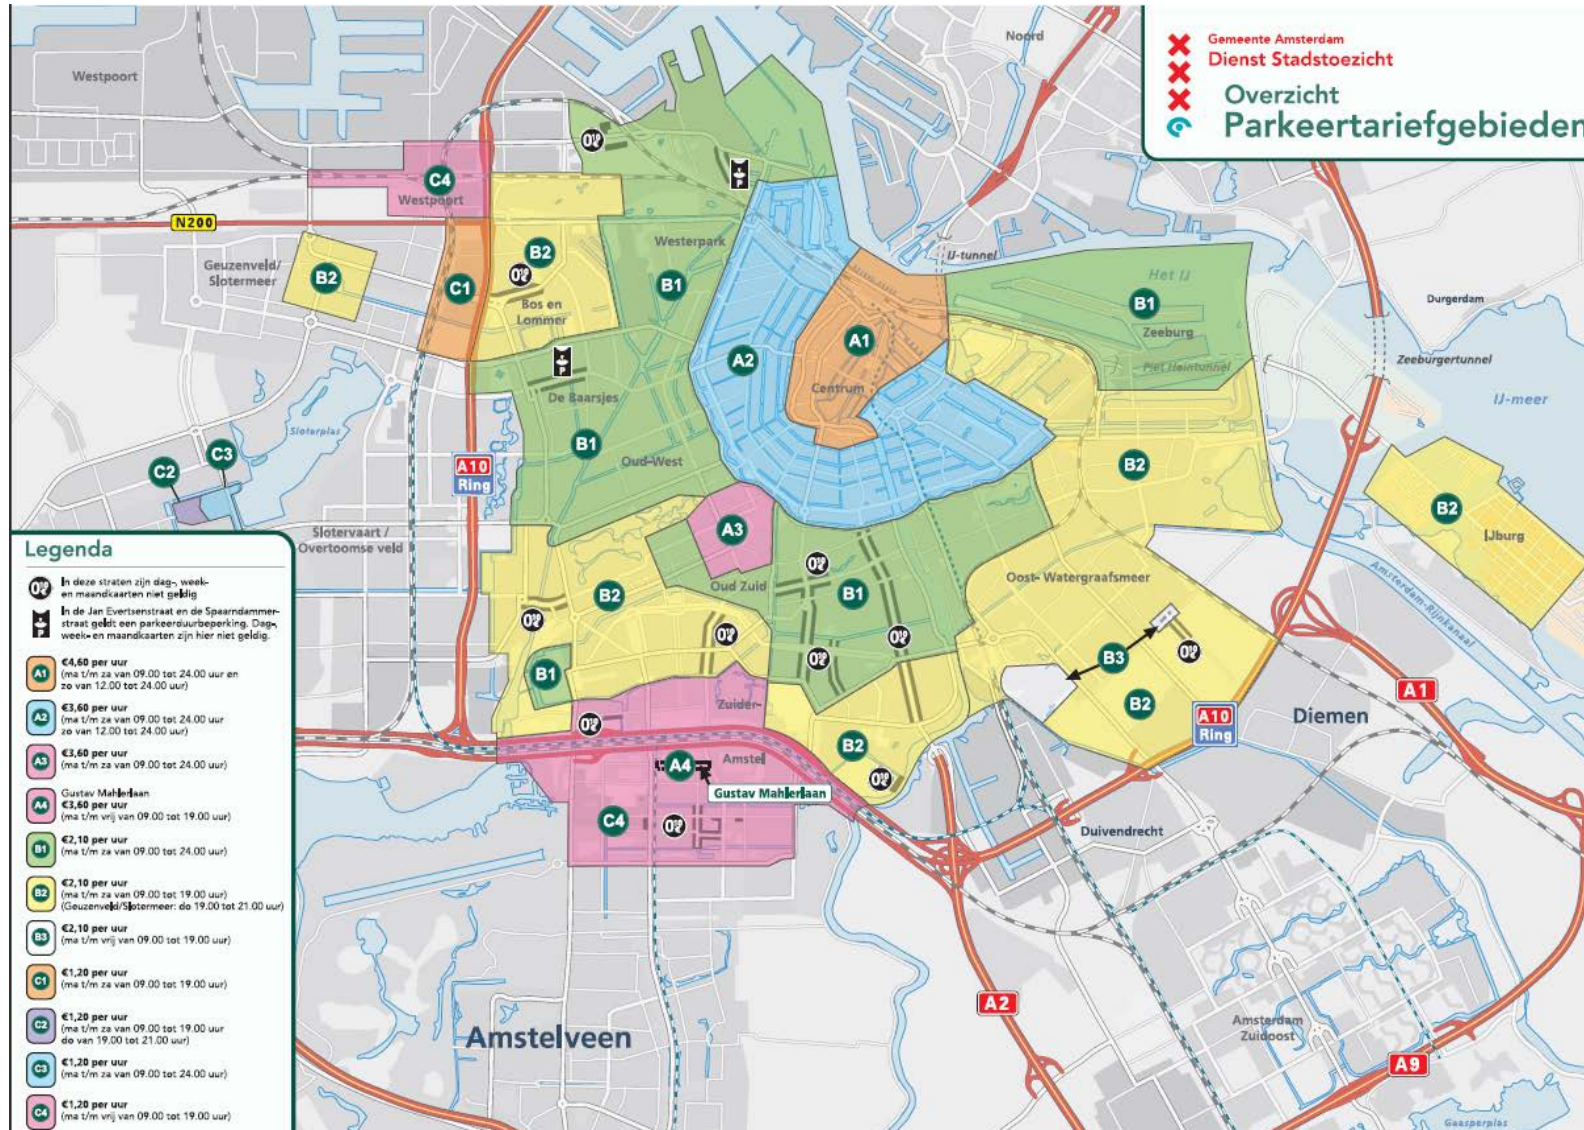 Gemeente Amsterdam
Dienst Stadstoezicht
Overzicht
Parkeertariefgebieden
Westpoort
Noord
C4
Westpoort
N200
Geuzenveld/
Slotermeer
B2
C1
B2
Bos en
Lommer
Westerpark
B1
IJ-tunnel
Het IJ
B1
Zeeburg
Durgerdam
Zeeburgertunnel
Piet Heintunnel
IJ-meer
A1
A2
Centrum
De Baarsjes
B1
Oud-West
Sloterplas
C2
C3
A10
Ring
Slotervaart /
Overtoomse veld
A3
B2
B2
IJburg
Oud Zuid
B2
B1
Oost- Watergraafsmeer
Amsterdam-Rijnkanaal
B1
B3
B2
A1
A10
Ring
Diemen
Zuider-
Amstel
A4
B2
Gustav Mahlerlaan
C4
Duivendrecht
A2
Amstelveen
Amsterdam
Zuidoost
A9
Gaasperplas
Legenda
In deze straten zijn dag-, week-
en maandkaarten niet geldig
In de Jan Evertsenstraat en de Spaarndammer-
straat geldt een parkeerduurbeperking. Dag-,
week- en maandkaarten zijn hier niet geldig.
A1
€4,60 per uur
(ma t/m za van 09.00 tot 24.00 uur en
zo van 12.00 tot 24.00 uur)
A2
€3,60 per uur
(ma t/m za van 09.00 tot 24.00 uur
zo van 12.00 tot 24.00 uur)
A3
€3,60 per uur
(ma t/m za van 09.00 tot 24.00 uur)
A4
Gustav Mahlerlaan
€3,60 per uur
(ma t/m vrij van 09.00 tot 19.00 uur)
B1
€2,10 per uur
(ma t/m za van 09.00 tot 24.00 uur)
B2
€2,10 per uur
(ma t/m za van 09.00 tot 19.00 uur)
(Geuzenveld/Slotermeer: do 19.00 tot 21.00 uur)
B3
€2,10 per uur
(ma t/m vrij van 09.00 tot 19.00 uur)
C1
€1,20 per uur
(ma t/m za van 09.00 tot 19.00 uur)
C2
€1,20 per uur
(ma t/m za van 09.00 tot 19.00 uur
do van 19.00 tot 21.00 uur)
C3
€1,20 per uur
(ma t/m za van 09.00 tot 24.00 uur)
C4
€1,20 per uur
(ma t/m vrij van 09.00 tot 19.00 uur)